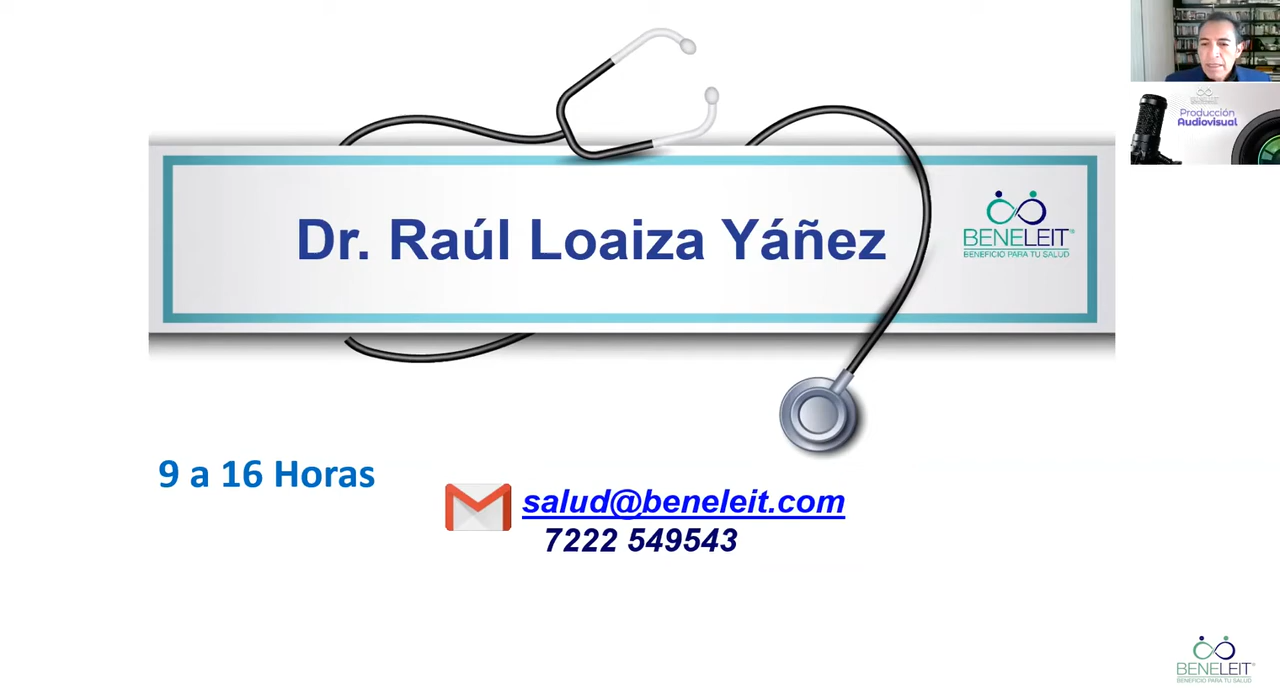 Dr. Raúl Loaiza Yáñez
BENELEIT®
BENEFICIO PARA TU SALUD
BENELEIT
Producción
Audiovisual
9 a 16 Horas
salud@beneleit.com
7222 549543
BENELEIT®
BENEFICIO PARA TU SALUD